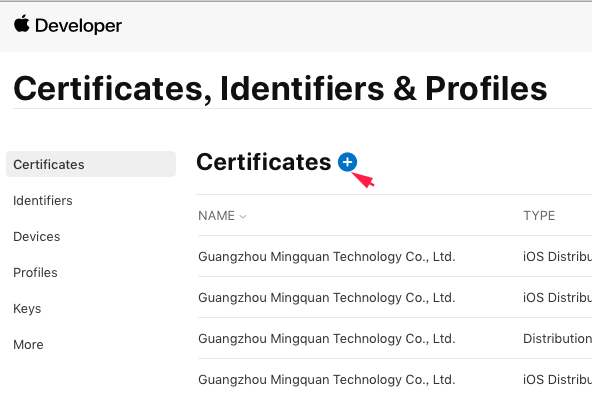 Developer
Certificates, Identifiers & Profiles
Certificates
Identifiers
Devices
Profiles
Keys
More
Certificates
NAME TYPE
Guangzhou Mingquan Technology Co., Ltd. iOS Distribu
Guangzhou Mingquan Technology Co., Ltd. iOS Distribu
Guangzhou Mingquan Technology Co., Ltd. Distribution
Guangzhou Mingquan Technology Co., Ltd. iOS Distribu